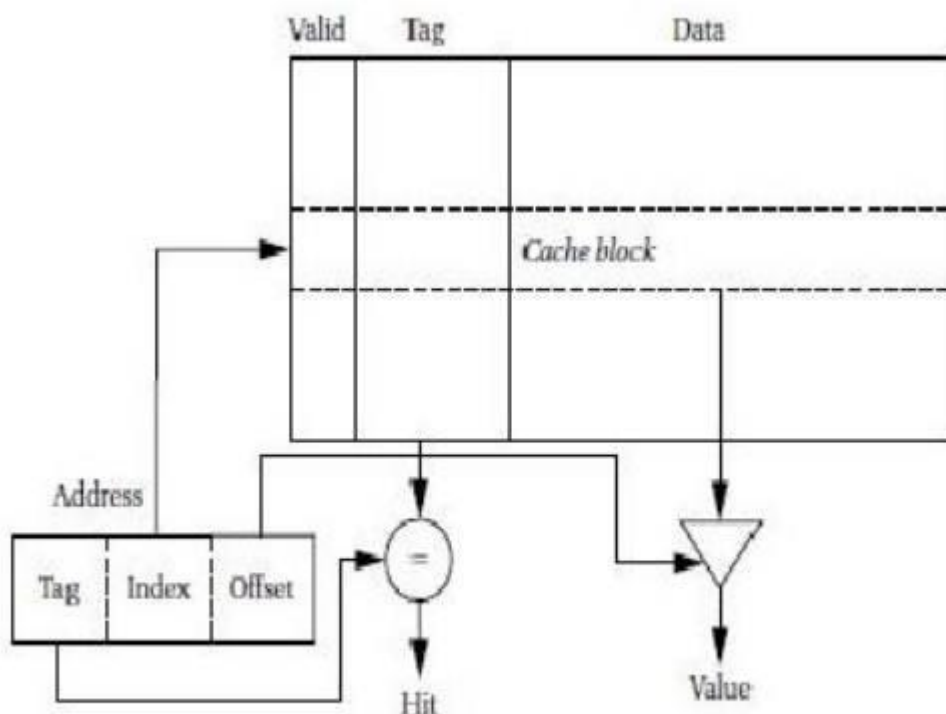 Valid Tag Data
Cache block
Address
Tag Index Offset
=
Hit Value